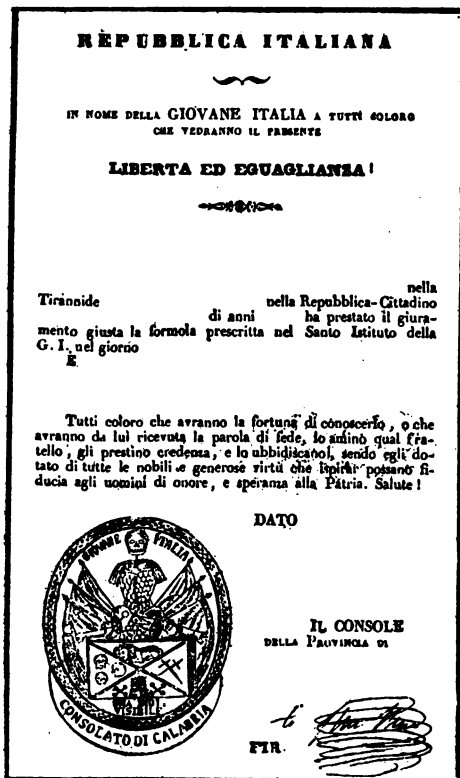 REPUBBLICA ITALIANA
IN NOME DELLA GIOVANE ITALIA A TUTTI COLORO
CHE VEDRANNO IL PRESENTE
LIBERTA ED EGUAGLIANZA!
nella
Tirannide nella Repubblica-Cittadino
di anni ha prestato il giura-
mento giusta la formola prescritta nel Santo Istituto della
G. I. nel giorno
E
Tutti coloro che avranno la fortuna di conoscerlo, o che
avranno da lui ricevuta la parola di fede, lo amino qual fra-
tello, gli prestino credenza, e lo ubbidiscano, sendo egli do-
tato di tutte le nobili e generose virtù che ispirar possano fi-
ducia agli uomini di onore, e speranza alla Patria. Salute!
DATO
GIOVANE ITALIA
VISIBILE
CONSOLATO DI CALABRIA
IL CONSOLE
DELLA PROVINCIA DI
FIR.